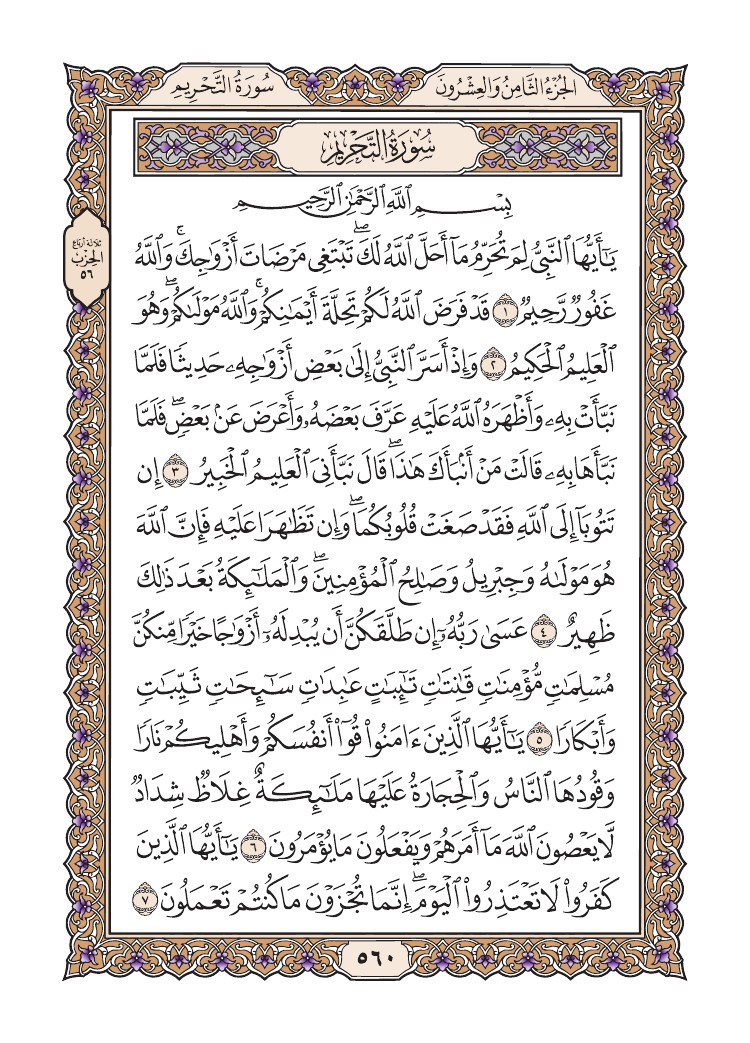 الجُزْءُ الثَّامِنُ وَالعِشْرُونَ
سُورَةُ التَّحْرِيمِ
سُورَةُ التَّحْرِيمِ
بِسْمِ ٱللَّهِ ٱلرَّحْمَٰنِ ٱلرَّحِيمِ
يَٰٓأَيُّهَا ٱلنَّبِىُّ لِمَ تُحَرِّمُ مَآ أَحَلَّ ٱللَّهُ لَكَۖ تَبْتَغِى مَرْضَاتَ أَزْوَٰجِكَۚ وَٱللَّهُ
غَفُورٌ رَّحِيمٌ ١ قَدْ فَرَضَ ٱللَّهُ لَكُمْ تَحِلَّةَ أَيْمَٰنِكُمْۚ وَٱللَّهُ مَوْلَىٰكُمْۖ وَهُوَ
ٱلْعَلِيمُ ٱلْحَكِيمُ ٢ وَإِذْ أَسَرَّ ٱلنَّبِىُّ إِلَىٰ بَعْضِ أَزْوَٰجِهِۦ حَدِيثًا فَلَمَّا
نَبَّأَتْ بِهِۦ وَأَظْهَرَهُ ٱللَّهُ عَلَيْهِ عَرَّفَ بَعْضَهُۥ وَأَعْرَضَ عَنۢ بَعْضٍۖ فَلَمَّا
نَبَّأَهَا بِهِۦ قَالَتْ مَنْ أَنۢبَأَكَ هَٰذَاۖ قَالَ نَبَّأَنِىَ ٱلْعَلِيمُ ٱلْخَبِيرُ ٣ إِن
تَتُوبَآ إِلَى ٱللَّهِ فَقَدْ صَغَتْ قُلُوبُكُمَاۖ وَإِن تَظَٰهَرَا عَلَيْهِ فَإِنَّ ٱللَّهَ
هُوَ مَوْلَىٰهُ وَجِبْرِيلُ وَصَٰلِحُ ٱلْمُؤْمِنِينَۖ وَٱلْمَلَٰٓئِكَةُ بَعْدَ ذَٰلِكَ
ظَهِيرٌ ٤ عَسَىٰ رَبُّهُۥٓ إِن طَلَّقَكُنَّ أَن يُبْدِلَهُۥٓ أَزْوَٰجًا خَيْرًا مِّنكُنَّ
مُسْلِمَٰتٍ مُّؤْمِنَٰتٍ قَٰنِتَٰتٍ تَٰٓئِبَٰتٍ عَٰبِدَٰتٍ سَٰٓئِحَٰتٍ ثَيِّبَٰتٍ
وَأَبْكَارًا ٥ يَٰٓأَيُّهَا ٱلَّذِينَ ءَامَنُوا۟ قُوٓا۟ أَنفُسَكُمْ وَأَهْلِيكُمْ نَارًا
وَقُودُهَا ٱلنَّاسُ وَٱلْحِجَارَةُ عَلَيْهَا مَلَٰٓئِكَةٌ غِلَاظٌ شِدَادٌ
لَّا يَعْصُونَ ٱللَّهَ مَآ أَمَرَهُمْ وَيَفْعَلُونَ مَا يُؤْمَرُونَ ٦ يَٰٓأَيُّهَا ٱلَّذِينَ
كَفَرُوا۟ لَا تَعْتَذِرُوا۟ ٱلْيَوْمَۖ إِنَّمَا تُجْزَوْنَ مَا كُنتُمْ تَعْمَلُونَ ٧
ثلاثة أرباع
الحِزْبِ
٥٦
٥٦٠